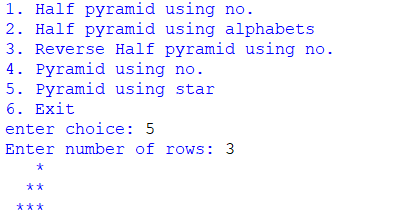 1. Half pyramid using no.
2. Half pyramid using alphabets
3. Reverse Half pyramid using no.
4. Pyramid using no.
5. Pyramid using star
6. Exit
enter choice: 5
Enter number of rows: 3
   *
  **
 ***